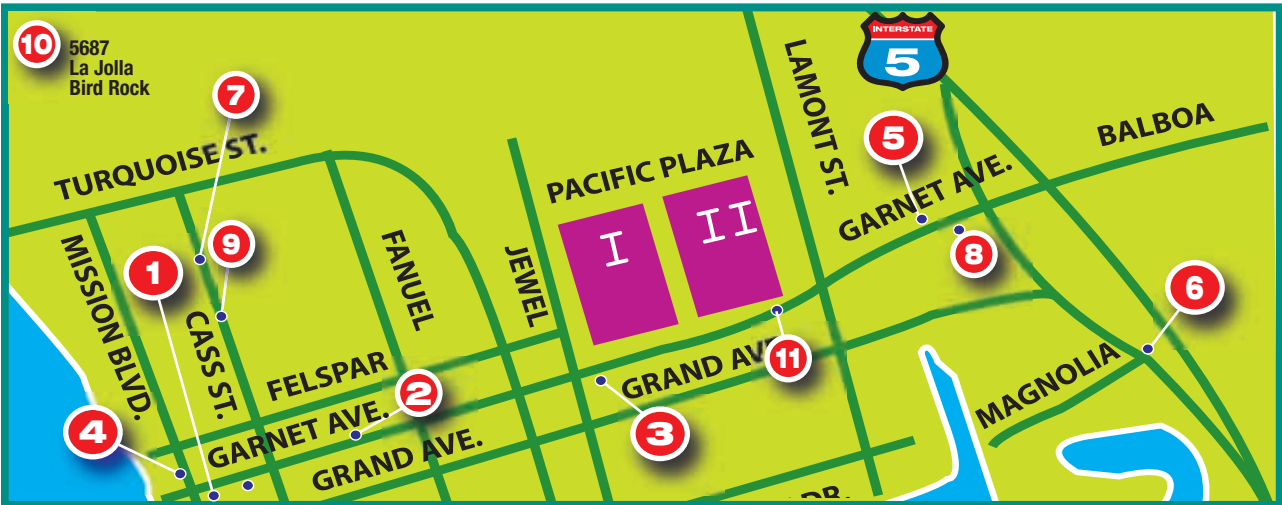 10
5687
La Jolla
Bird Rock
7
INTERSTATE
5
LAMONT ST.
5
BALBOA
TURQUOISE ST.
PACIFIC PLAZA
I
II
GARNET AVE.
MISSION BLVD.
1
9
FANUEL
JEWEL
8
6
CASS ST.
FELSPAR
GRAND AVE.
11
MAGNOLIA
2
4
GARNET AVE.
3
GRAND AVE.
DR.